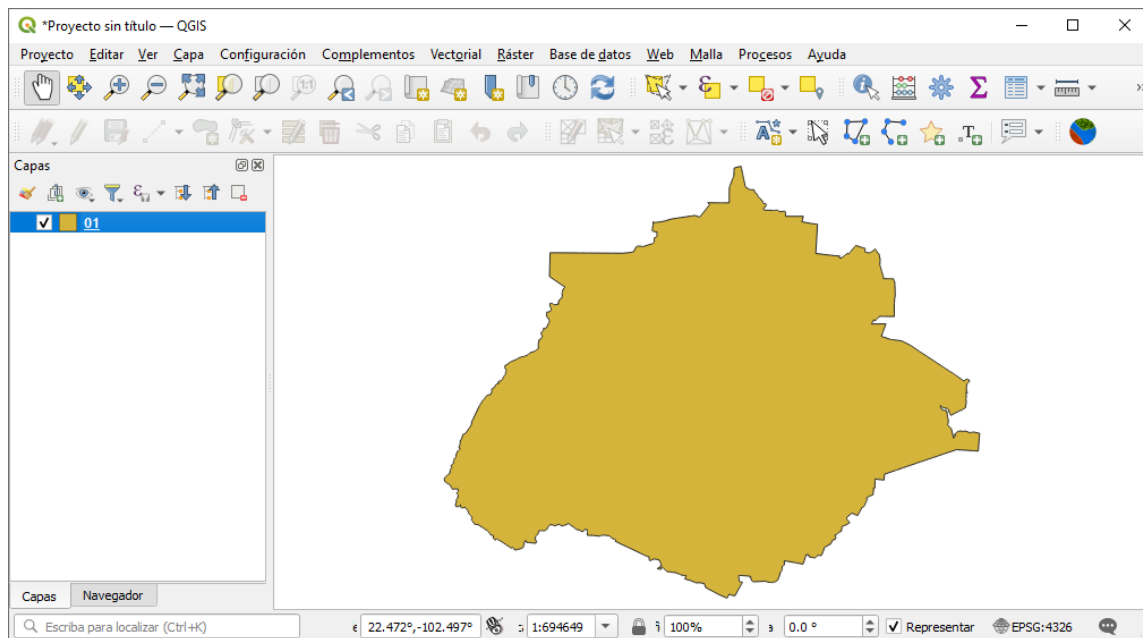 *Proyecto sin título — QGIS
Proyecto Editar Ver Capa Configuración Complementos Vectorial Ráster Base de datos Web Malla Procesos Ayuda
1:1
Capas
01
Capas Navegador
Escriba para localizar (Ctrl+K) 22.472°,-102.497° 1:694649 100% 0.0 ° Representar EPSG:4326